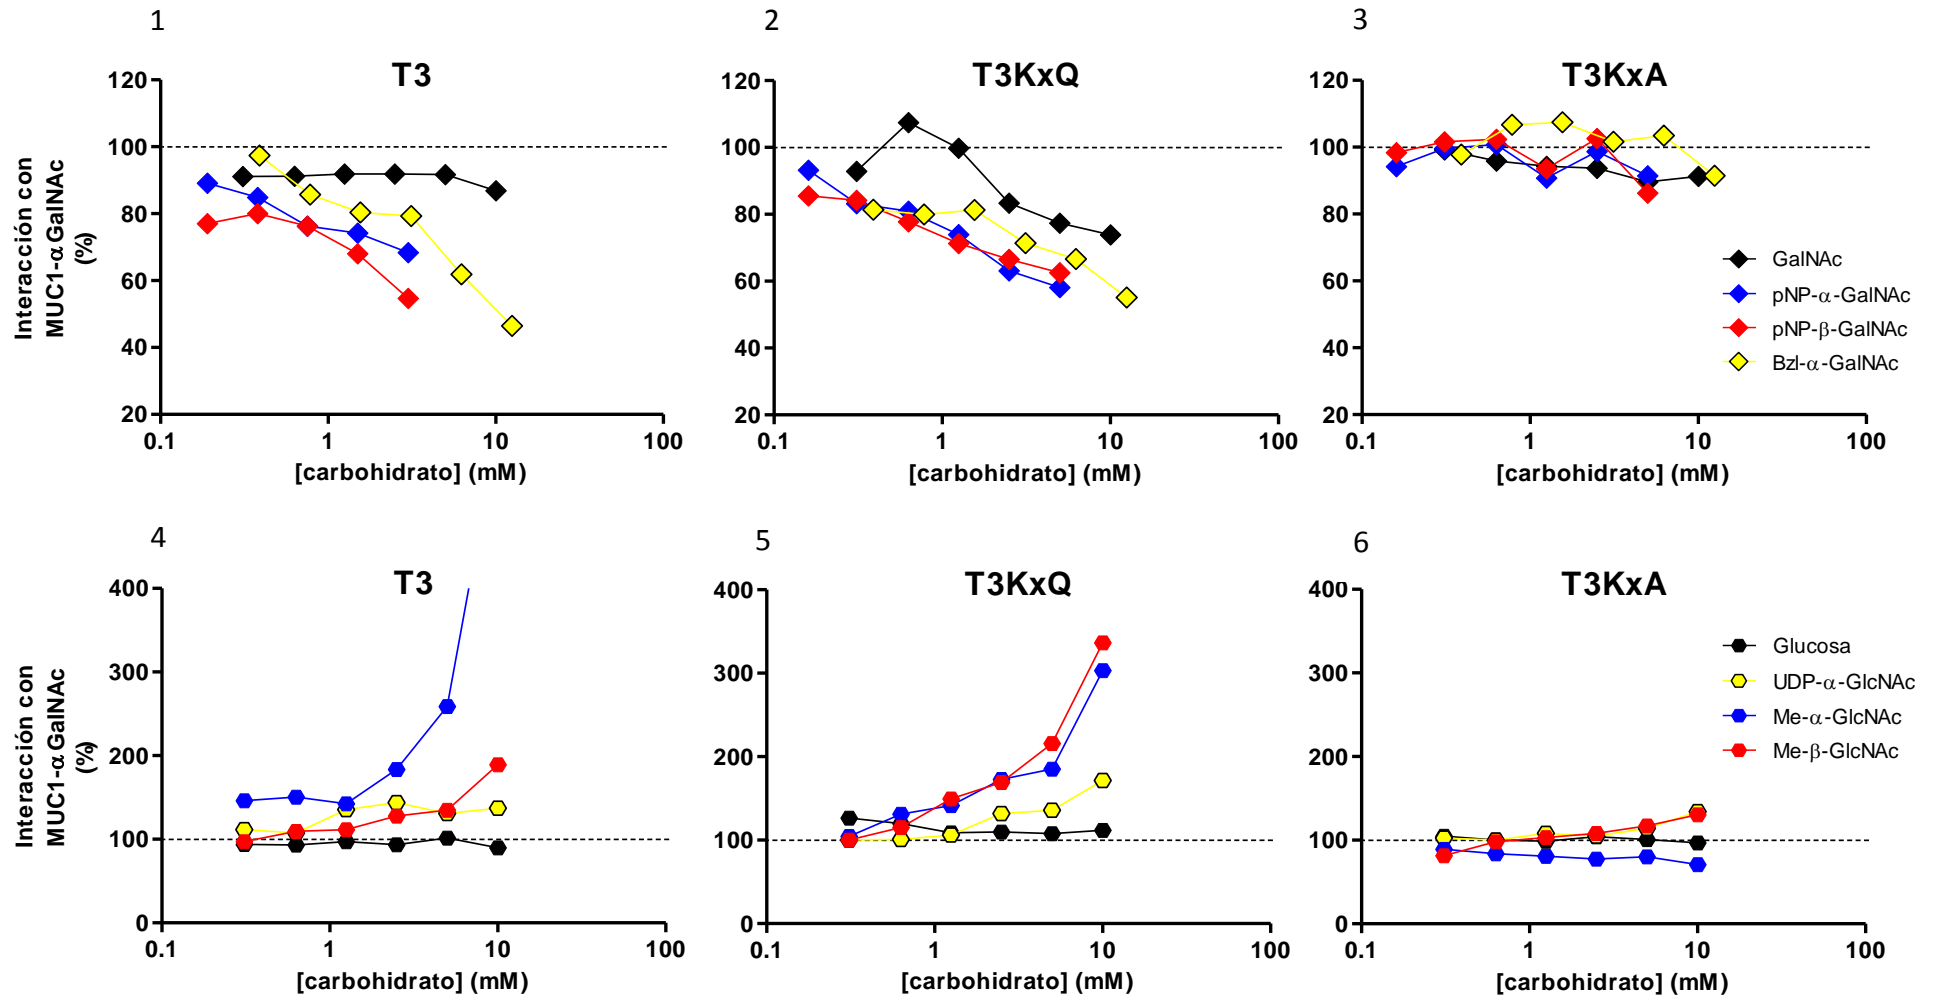 1
T3
120
100
80
60
40
20
0.1
1
10
100
[carbohidrato] (mM)
Interacción con
MUC1-α GalNAc
(%)
2
T3KxQ
120
100
80
60
40
20
0.1
1
10
100
[carbohidrato] (mM)
3
T3KxA
120
100
80
60
40
20
0.1
1
10
100
[carbohidrato] (mM)
GalNAc
pNP-α-GalNAc
pNP-β-GalNAc
Bzl-α-GalNAc
4
T3
400
300
200
100
0
0.1
1
10
100
[carbohidrato] (mM)
Interacción con
MUC1-α GalNAc
(%)
5
T3KxQ
400
300
200
100
0
0.1
1
10
100
[carbohidrato] (mM)
6
T3KxA
400
300
200
100
0
0.1
1
10
100
[carbohidrato] (mM)
Glucosa
UDP-α-GlcNAc
Me-α-GlcNAc
Me-β-GlcNAc